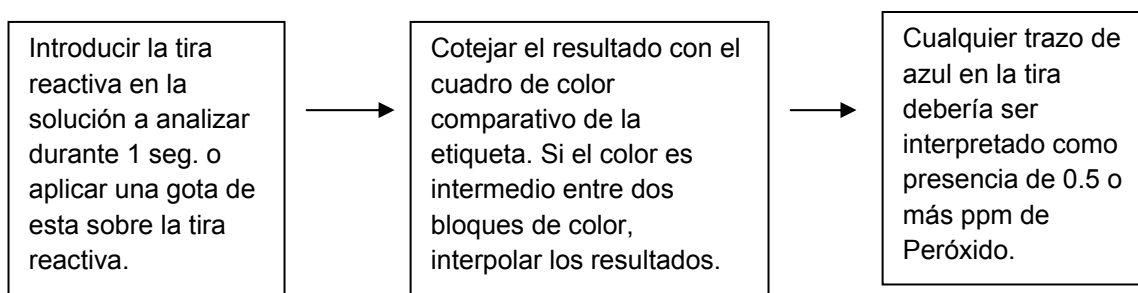 Introducir la tira
reactiva en la
solución a analizar
durante 1 seg. o
aplicar una gota de
esta sobre la tira
reactiva.
Cotejar el resultado con el
cuadro de color
comparativo de la
etiqueta. Si el color es
intermedio entre dos
bloques de color,
interpolar los resultados.
Cualquier trazo de
azul en la tira
debería ser
interpretado como
presencia de 0.5 o
más ppm de
Peróxido.